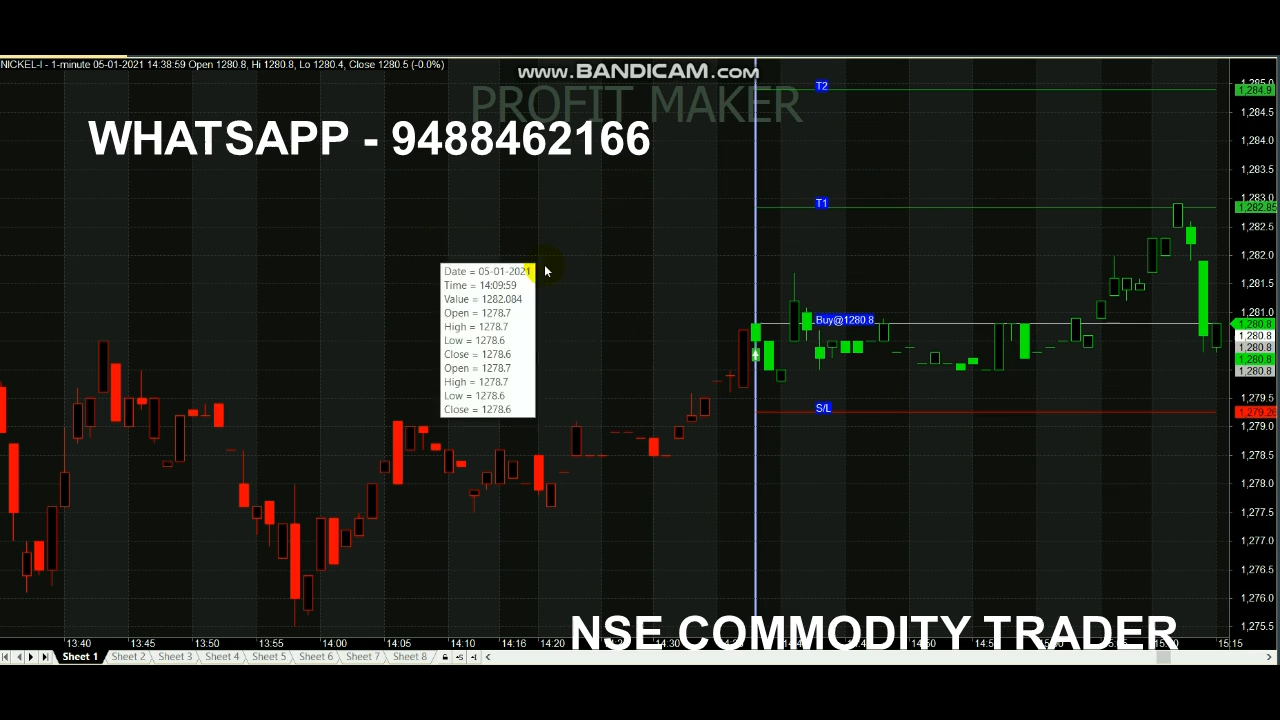 NICKEL-I - 1-minute 05-01-2021 14:38:59 Open 1280.8, Hi 1280.8, Lo 1280.4, Close 1280.5 (-0.0%)
www.BANDICAM.com
PROFIT MAKER
WHATSAPP - 9488462166
T2
T1
Buy@1280.8
S/L
Date = 05-01-2021
Time = 14:09:59
Value = 1282.084
Open = 1278.7
High = 1278.7
Low = 1278.6
Close = 1278.6
Open = 1278.7
High = 1278.7
Low = 1278.6
Close = 1278.6
1,285.0
1,284.9
1,284.5
1,284.0
1,283.5
1,283.0
1,282.85
1,282.5
1,282.0
1,281.5
1,281.0
1,280.8
1,280.8
1,280.8
1,280.8
1,280.8
1,279.5
1,279.20
1,279.0
1,278.5
1,278.0
1,277.5
1,277.0
1,276.5
1,276.0
1,275.5
NSE COMMODITY TRADER
13:40 13:45 13:50 13:55 14:00 14:05 14:10 14:16 14:20 14:30 14:50 15:15
Sheet 1 Sheet 2 Sheet 3 Sheet 4 Sheet 5 Sheet 6 Sheet 7 Sheet 8